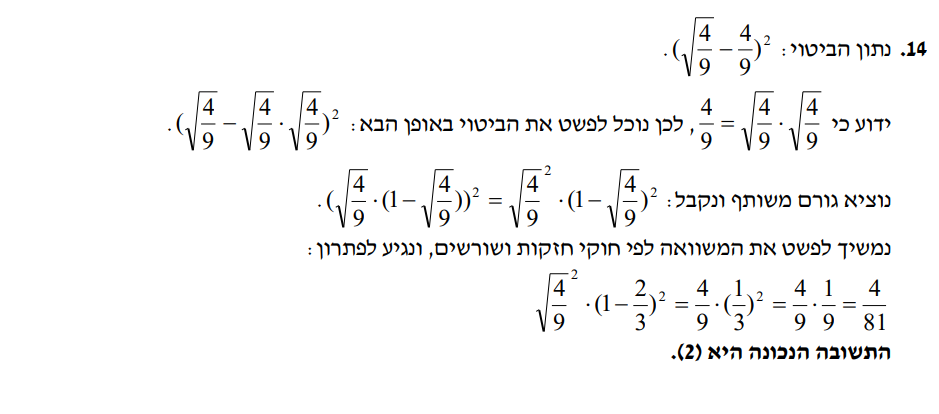 14. נתון הביטוי: (√(4/9) − 4/9)².
ידוע כי 4/9 = √(4/9) · √(4/9), לכן נוכל לפשט את הביטוי באופן הבא: (√(4/9) − √(4/9) · √(4/9))².
נוציא גורם משותף ונקבל: (√(4/9) · (1 − √(4/9)))² = √(4/9)² · (1 − √(4/9))².
נמשיך לפשט את המשוואה לפי חוקי חזקות ושורשים, ונגיע לפתרון:
√(4/9)² · (1 − 2/3)² = 4/9 · (1/3)² = 4/9 · 1/9 = 4/81
התשובה הנכונה היא (2).